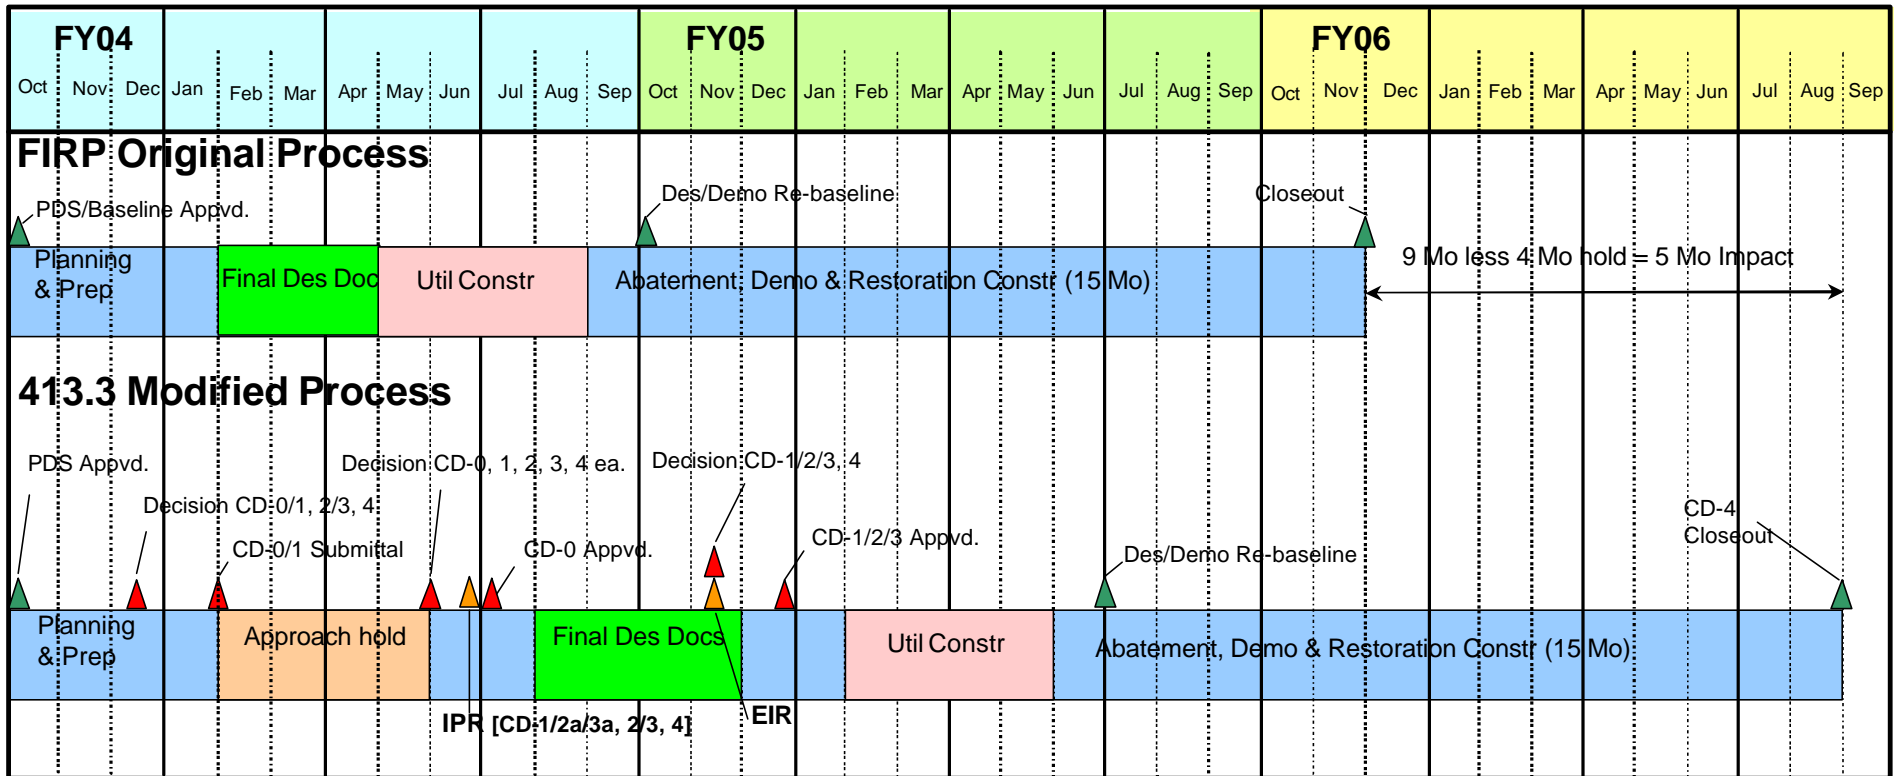 FY04 FY05 FY06
Oct Nov Dec Jan Feb Mar Apr May Jun Jul Aug Sep Oct Nov Dec Jan Feb Mar Apr May Jun Jul Aug Sep Oct Nov Dec Jan Feb Mar Apr May Jun Jul Aug Sep
FIRP Original Process
PDS/Baseline Appvd.
Des/Demo Re-baseline
Closeout
Planning
& Prep
Final Des Doc
Util Constr
Abatement, Demo & Restoration Constr (15 Mo)
9 Mo less 4 Mo hold = 5 Mo Impact
413.3 Modified Process
PDS Appvd.
Decision CD-0/1, 2/3, 4
CD-0/1 Submittal
Decision CD-0, 1, 2, 3, 4 ea.
CD-0 Appvd.
Decision CD-1/2/3, 4
CD-1/2/3 Appvd.
Des/Demo Re-baseline
CD-4
Closeout
Planning
& Prep
Approach hold
Final Des Docs
Util Constr
Abatement, Demo & Restoration Constr (15 Mo)
IPR [CD-1/2a/3a, 2/3, 4]
EIR